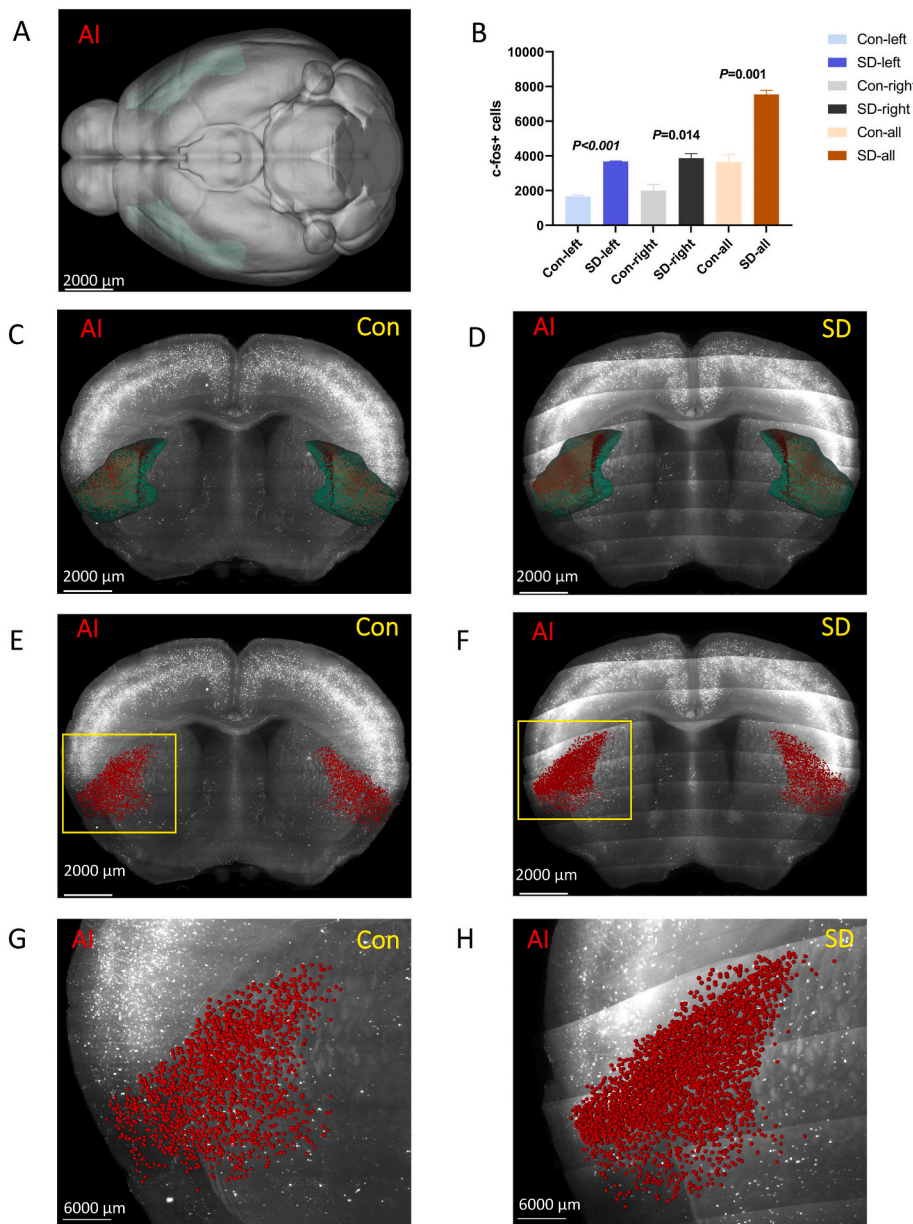 A
AI
2000 μm
B
10000
8000
6000
4000
2000
0
c-fos+ cells
P<0.001
P=0.014
P=0.001
Con-left
SD-left
Con-right
SD-right
Con-all
SD-all
Con-left
SD-left
Con-right
SD-right
Con-all
SD-all
C
AI
Con
2000 μm
D
AI
SD
2000 μm
E
AI
Con
2000 μm
F
AI
SD
2000 μm
G
AI
Con
6000 μm
H
AI
SD
6000 μm